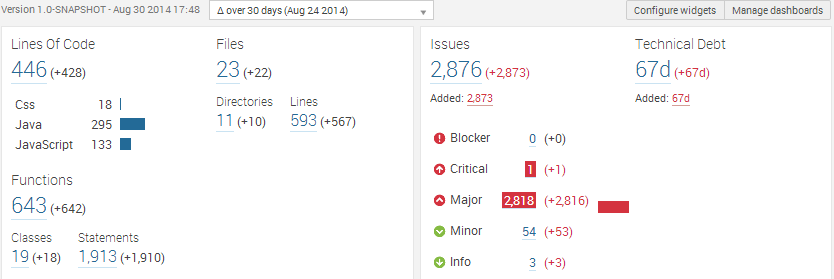 Version 1.0-SNAPSHOT - Aug 30 2014 17:48
Δ over 30 days (Aug 24 2014)
Configure widgets
Manage dashboards
Lines Of Code
446 (+428)
Css 18
Java 295
JavaScript 133
Files
23 (+22)
Directories
11 (+10)
Lines
593 (+567)
Functions
643 (+642)
Classes
19 (+18)
Statements
1,913 (+1,910)
Issues
2,876 (+2,873)
Added: 2,873
Technical Debt
67d (+67d)
Added: 67d
Blocker 0 (+0)
Critical 1 (+1)
Major 2,818 (+2,816)
Minor 54 (+53)
Info 3 (+3)